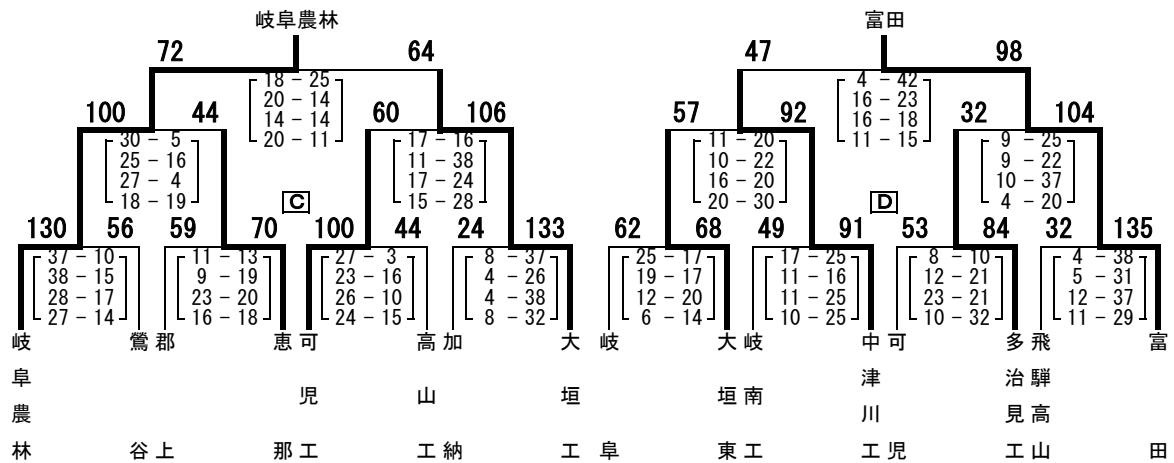 岐阜農林 富田
72 64 47 98
18 - 25 4 - 42
20 - 14 16 - 23
14 - 14 16 - 18
20 - 11 11 - 15
100 44 60 106 57 92 32 104
30 - 5 17 - 16 11 - 20 9 - 25
25 - 16 11 - 38 10 - 22 9 - 22
27 - 4 17 - 24 16 - 20 10 - 37
18 - 19 15 - 28 20 - 30 4 - 20
C D
130 56 59 70 100 44 24 133 62 68 49 91 53 84 32 135
37 - 10 11 - 13 27 - 3 8 - 37 25 - 17 17 - 25 8 - 10 4 - 38
38 - 15 9 - 19 23 - 16 4 - 26 19 - 17 11 - 16 12 - 21 5 - 31
28 - 17 23 - 20 26 - 10 4 - 38 12 - 20 11 - 25 23 - 21 12 - 37
27 - 14 16 - 18 24 - 15 8 - 32 6 - 14 10 - 25 10 - 32 11 - 29
岐阜農林
鶯谷
郡上
恵那
可児工
高山工
加納
大垣工
岐阜
大垣東
岐南工
中津川工
可児
多治見工
飛騨高山
富田